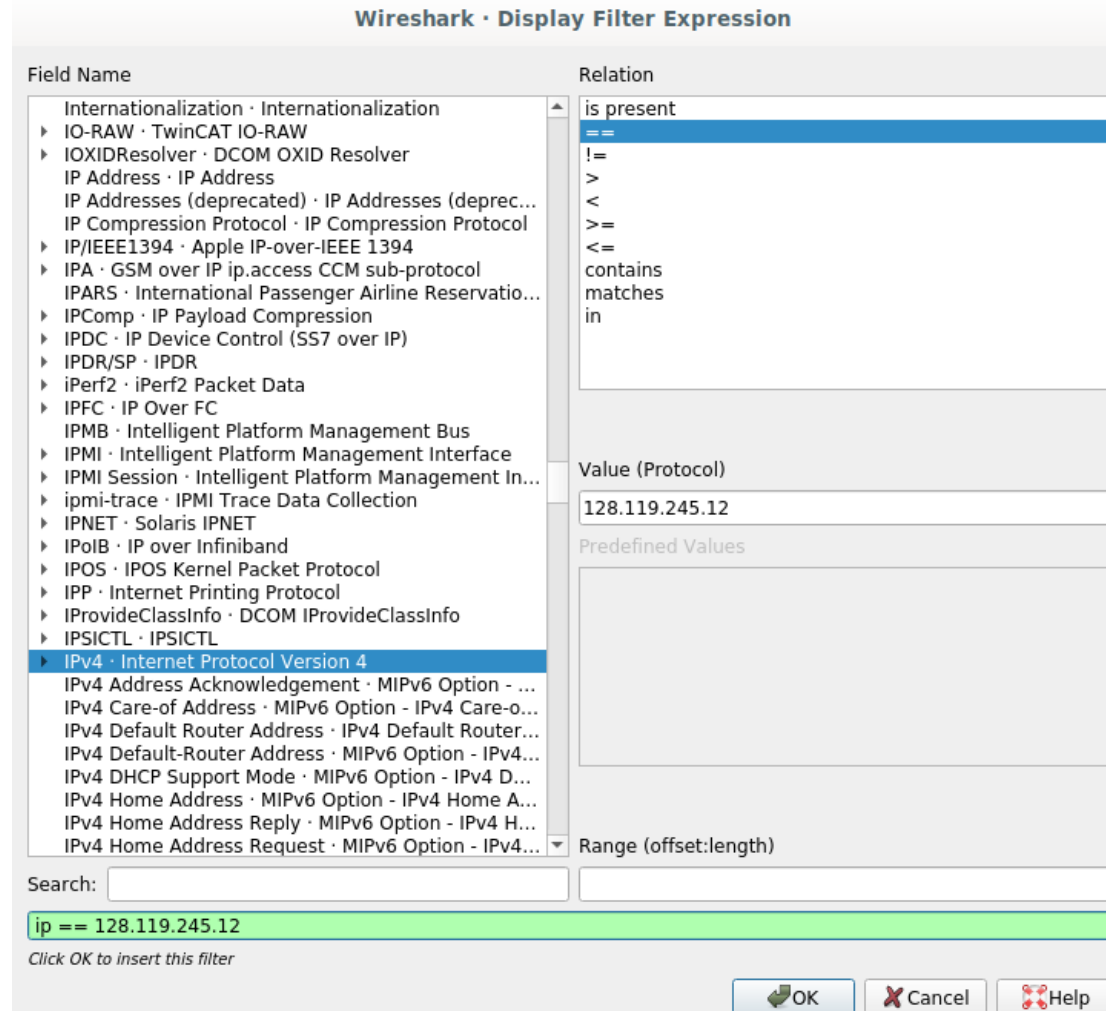 Wireshark · Display Filter Expression
Field Name
Internationalization · Internationalization
IO-RAW · TwinCAT IO-RAW
IOXIDResolver · DCOM OXID Resolver
IP Address · IP Address
IP Addresses (deprecated) · IP Addresses (deprec...
IP Compression Protocol · IP Compression Protocol
IP/IEEE1394 · Apple IP-over-IEEE 1394
IPA · GSM over IP ip.access CCM sub-protocol
IPARS · International Passenger Airline Reservatio...
IPComp · IP Payload Compression
IPDC · IP Device Control (SS7 over IP)
IPDR/SP · IPDR
iPerf2 · iPerf2 Packet Data
IPFC · IP Over FC
IPMB · Intelligent Platform Management Bus
IPMI · Intelligent Platform Management Interface
IPMI Session · Intelligent Platform Management In...
ipmi-trace · IPMI Trace Data Collection
IPNET · Solaris IPNET
IPoIB · IP over Infiniband
IPOS · IPOS Kernel Packet Protocol
IPP · Internet Printing Protocol
IProvideClassInfo · DCOM IProvideClassInfo
IPSICTL · IPSICTL
IPv4 · Internet Protocol Version 4
IPv4 Address Acknowledgement · MIPv6 Option - ...
IPv4 Care-of Address · MIPv6 Option - IPv4 Care-o...
IPv4 Default Router Address · IPv4 Default Router...
IPv4 Default-Router Address · MIPv6 Option - IPv4...
IPv4 DHCP Support Mode · MIPv6 Option - IPv4 D...
IPv4 Home Address · MIPv6 Option - IPv4 Home A...
IPv4 Home Address Reply · MIPv6 Option - IPv4 H...
IPv4 Home Address Request · MIPv6 Option - IPv4...
Relation
is present
==
!=
>
<
>=
<=
contains
matches
in
Value (Protocol)
128.119.245.12
Predefined Values
Range (offset:length)
Search:
ip == 128.119.245.12
Click OK to insert this filter
OK
Cancel
Help